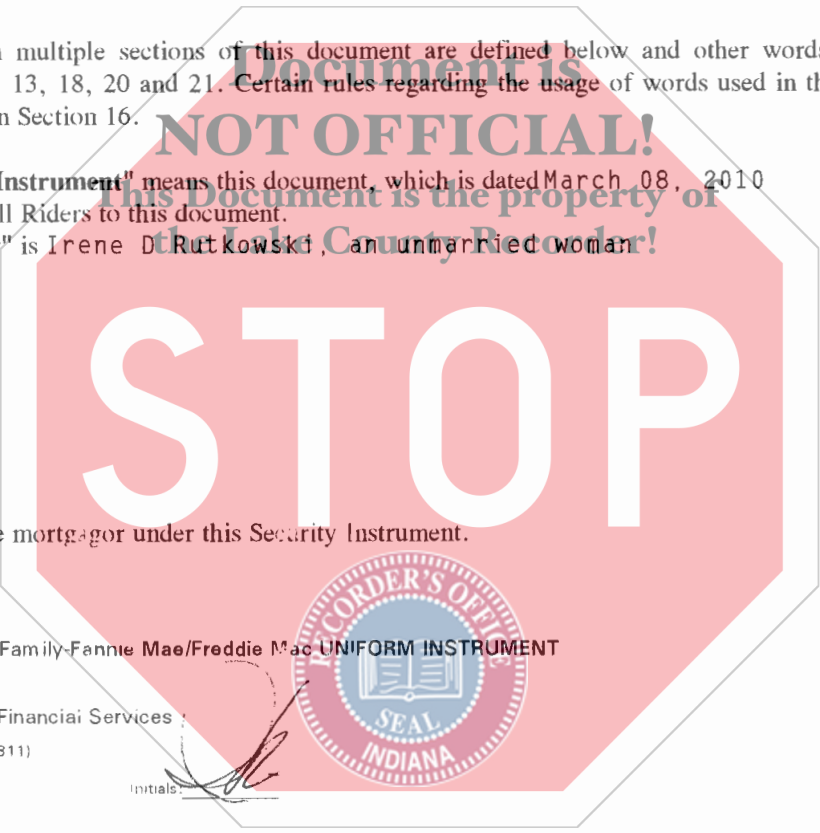 multiple sections of this document are defined below and other words
Document is
13, 18, 20 and 21. Certain rules regarding the usage of words used in th
n Section 16.
NOT OFFICIAL!
Instrument" means this document, which is dated March 08, 2010
This Document is the property of
ll Riders to this document.
" is Irene D Rutkowski, an unmarried woman
the Lake County Recorder!
STOP
e mortgagor under this Security Instrument.
RECORDER'S OFFICE
Family-Fannie Mae/Freddie Mac UNIFORM INSTRUMENT
Financial Services
SEAL
INDIANA
811)
Initials: